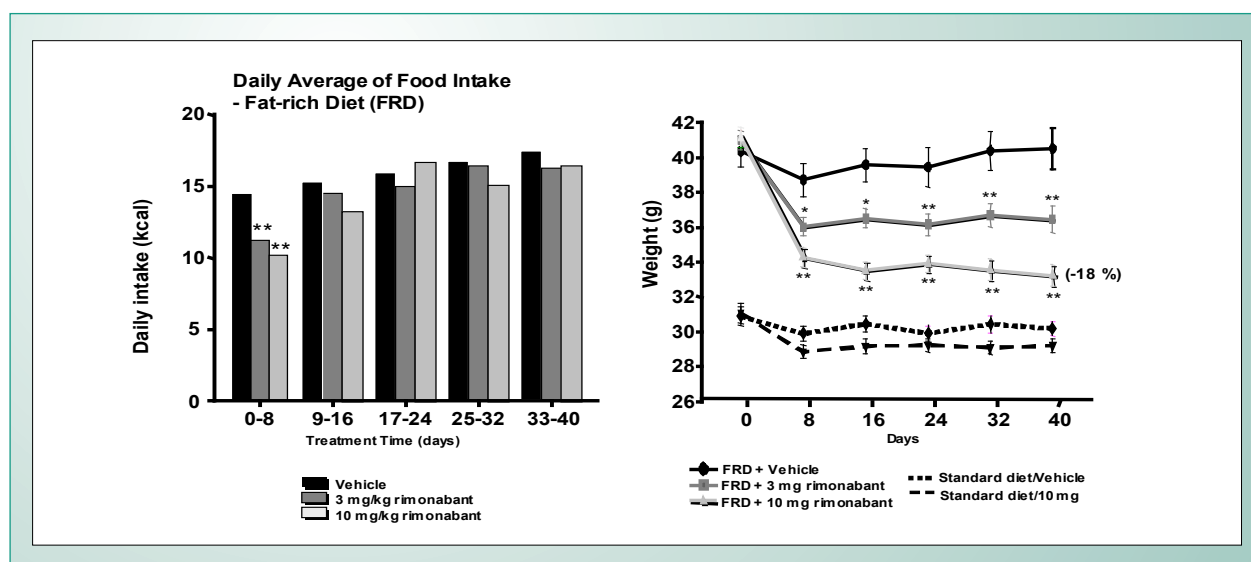 Daily Average of Food Intake
- Fat-rich Diet (FRD)
20
15
10
5
0
Daily intake (kcal)
**
**
0-8 9-16 17-24 25-32 33-40
Treatment Time (days)
Vehicle
3 mg/kg rimonabant
10 mg/kg rimonabant
42
40
38
36
34
32
30
28
26
Weight (g)
* * ** ** **
** ** ** ** **
(-18 %)
0 8 16 24 32 40
Days
FRD + Vehicle
FRD + 3 mg rimonabant
FRD + 10 mg rimonabant
Standard diet/Vehicle
Standard diet/10 mg